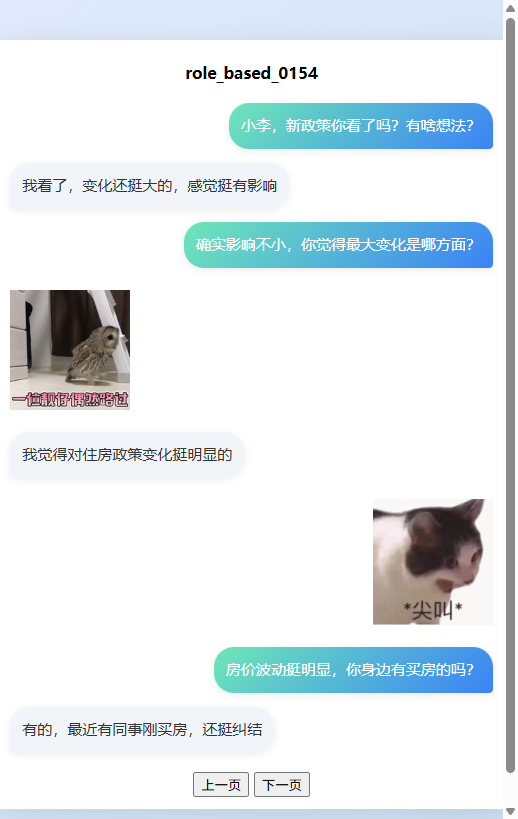 role_based_0154
小李，新政策你看了吗？有啥想法？
我看了，变化还挺大的，感觉挺有影响
确实影响不小，你觉得最大变化是哪方面？
一位靓仔偶然路过
我觉得对住房政策变化挺明显的
*尖叫*
房价波动挺明显，你身边有买房的吗？
有的，最近有同事刚买房，还挺纠结
上一页 下一页